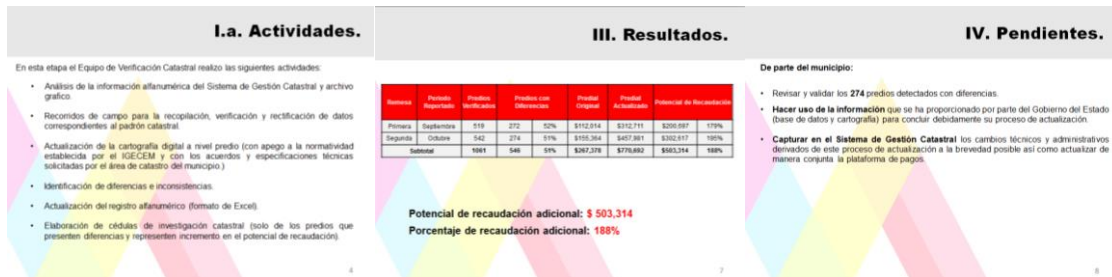 I.a. Actividades.
En esta etapa el Equipo de Verificación Catastral realizo las siguientes actividades:
• Análisis de la información alfanumérica del Sistema de Gestión Catastral y archivo
grafico.
• Recorridos de campo para la recopilación, verificación y rectificación de datos
correspondientes al padrón catastral.
• Actualización de la cartografía digital a nivel predio (con apego a la normatividad
establecida por el IGECEM y con los acuerdos y especificaciones técnicas
solicitadas por el área de catastro del municipio.)
• Identificación de diferencias e inconsistencias.
• Actualización del registro alfanumérico (formato de Excel).
• Elaboración de cédulas de investigación catastral (solo de los predios que
presenten diferencias y representen incremento en el potencial de recaudación).
4
III. Resultados.
Remesa Periodo Reportado Predios Verificados Predios con Diferencias Predial Original Predial Actualizado Potencial de Recaudación
Primera Septiembre 519 272 52% $112,014 $312,711 $200,697 179%
Segunda Octubre 542 274 51% $155,364 $457,981 $302,617 195%
Subtotal 1061 546 51% $267,378 $770,692 $503,314 188%
Potencial de recaudación adicional: $ 503,314
Porcentaje de recaudación adicional: 188%
7
IV. Pendientes.
De parte del municipio:
• Revisar y validar los 274 predios detectados con diferencias.
• Hacer uso de la información que se ha proporcionado por parte del Gobierno del Estado
(base de datos y cartografía) para concluir debidamente su proceso de actualización.
• Capturar en el Sistema de Gestión Catastral los cambios técnicos y administrativos
derivados de este proceso de actualización a la brevedad posible así como actualizar de
manera conjunta la plataforma de pagos.
8